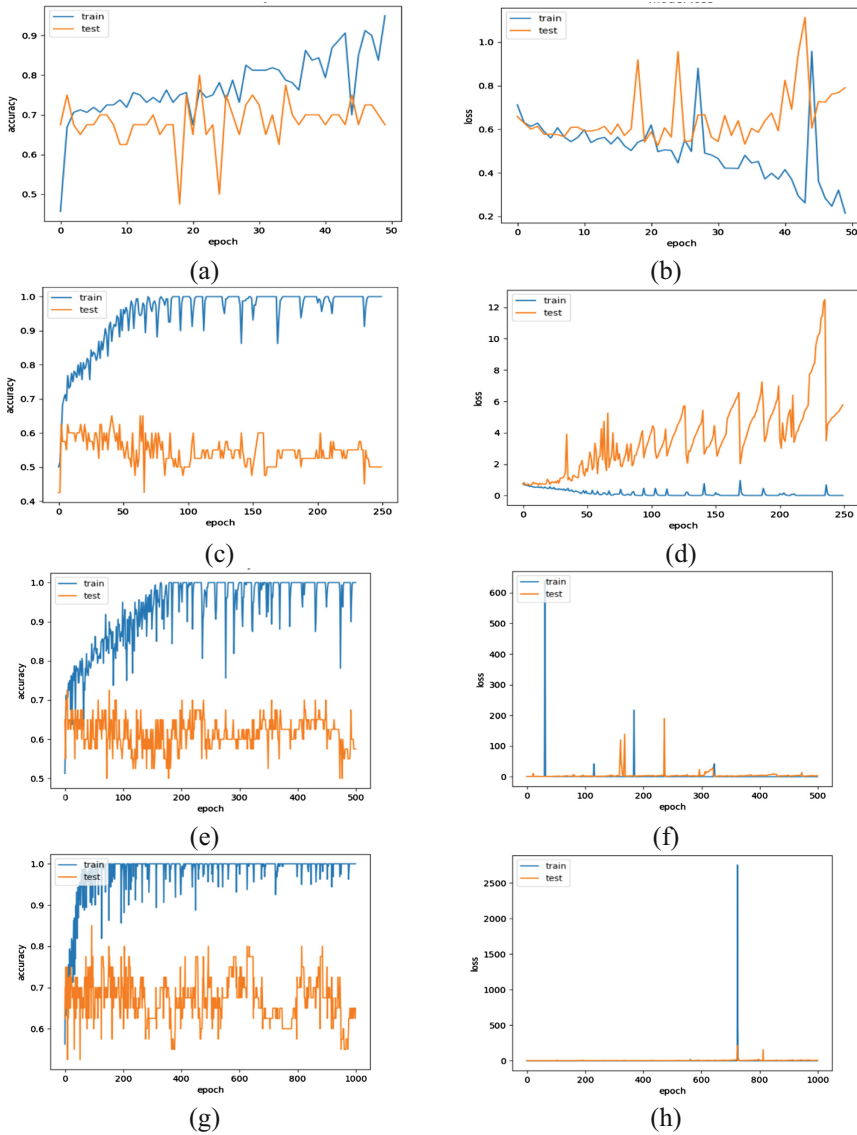 train
test
0.9
0.8
0.7
0.6
0.5
accuracy
0 10 20 30 40 50
epoch
(a)
train
test
1.0
0.8
0.6
0.4
0.2
loss
0 10 20 30 40 50
epoch
(b)
train
test
1.0
0.9
0.8
0.7
0.6
0.5
0.4
accuracy
0 50 100 150 200 250
epoch
(c)
train
test
12
10
8
6
4
2
0
loss
0 50 100 150 200 250
epoch
(d)
train
test
1.0
0.9
0.8
0.7
0.6
0.5
accuracy
0 100 200 300 400 500
epoch
(e)
train
test
600
500
400
300
200
100
0
loss
0 100 200 300 400 500
epoch
(f)
train
test
1.0
0.9
0.8
0.7
0.6
accuracy
0 200 400 600 800 1000
epoch
(g)
train
test
2500
2000
1500
1000
500
0
loss
0 200 400 600 800 1000
epoch
(h)